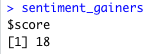 > sentiment_gainers
$score
[1] 18